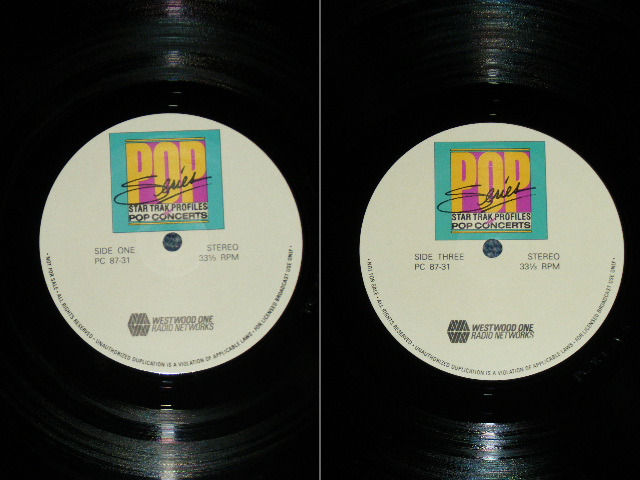 POP
Series
STAR TRAK PROFILES
POP CONCERTS
SIDE ONE
PC 87-31
STEREO
33⅓ RPM
WESTWOOD ONE
RADIO NETWORKS
• NOT FOR SALE • ALL RIGHTS RESERVED • UNAUTHORIZED DUPLICATION IS A VIOLATION OF APPLICABLE LAWS • FOR LICENSED BROADCAST USE ONLY •
POP
Series
STAR TRAK PROFILES
POP CONCERTS
SIDE THREE
PC 87-31
STEREO
33⅓ RPM
WESTWOOD ONE
RADIO NETWORKS
• NOT FOR SALE • ALL RIGHTS RESERVED • UNAUTHORIZED DUPLICATION IS A VIOLATION OF APPLICABLE LAWS • FOR LICENSED BROADCAST USE ONLY •